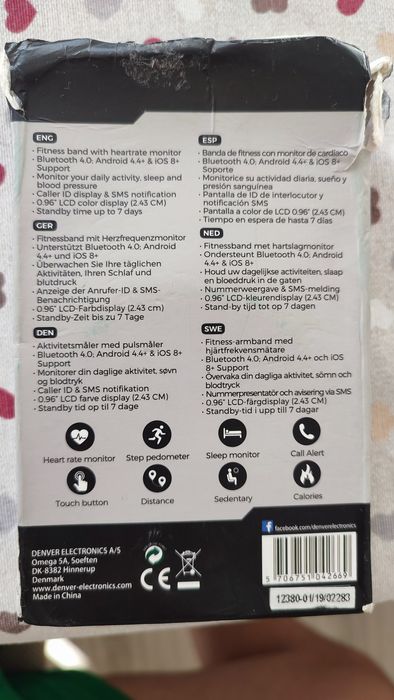 ENG
• Fitness band with heartrate monitor
• Bluetooth 4.0; Android 4.4+ & iOS 8+
Support
• Monitor your daily activity, sleep and
blood pressure
• Caller ID display & SMS notification
• 0.96" LCD color display (2.43 CM)
• Standby time up to 7 days
GER
• Fitnessband mit Herzfrequenzmonitor
• Unterstützt Bluetooth 4.0; Android
4.4+ und iOS 8+
• Überwachen Sie Ihre täglichen
Aktivitäten, Ihren Schlaf und
blutdruck
• Anzeige der Anrufer-ID & SMS-
Benachrichtigung
• 0.96" LCD-Farbdisplay (2.43 cm)
• Standby-Zeit bis zu 7 Tage
DEN
• Aktivitetsmåler med pulsmåler
• Bluetooth 4.0; Android 4.4+ & iOS 8+
Support
• Monitorer din daglige aktivitet, søvn
og blodtryk
• Caller ID & SMS notifikation
• 0.96" LCD farve display (2.43 CM)
• Standby tid op til 7 dage
ESP
• Banda de fitness con monitor de cardíaco
• Bluetooth 4.0; Android 4.4+ & iOS 8+
Soporte
• Monitorice su actividad diaria, sueño y
presión sanguínea
• Pantalla de ID de interlocutor y
notificación SMS
• Pantalla a color de LCD 0.96" (2.43 CM)
• Tiempo en espera de hasta 7 días
NED
• Fitnessband met hartslagmonitor
• Ondersteunt Bluetooth 4.0; Android
4.4+ & iOS 8+
• Houd uw dagelijkse activiteiten, slaap
en bloeddruk in de gaten
• Nummerweergave & SMS-melding
• 0.96" LCD-kleurendisplay (2.43 CM)
• Stand-by tijd tot op 7 dagen
SWE
• Fitness-armband med
hjärtfrekvensmätare
• Bluetooth 4.0; Android 4.4+ och iOS
8+ Support
• Övervaka din dagliga aktivitet, sömn och
blodtryck
• Nummerpresentatör och avisering via SMS
• 0.96" LCD-färgdisplay (2.43 CM)
• Standby-tid i upp till 7 dagar
Heart rate monitor
Step pedometer
Sleep monitor
Call Alert
Touch button
Distance
Sedentary
Calories
f facebook.com/denverelectronics
DENVER ELECTRONICS A/S
Omega 5A, Soeften
DK-8382 Hinnerup
Denmark
www.denver-electronics.com
Made in China
CE
5 706751 042669
12380-01/19/02283